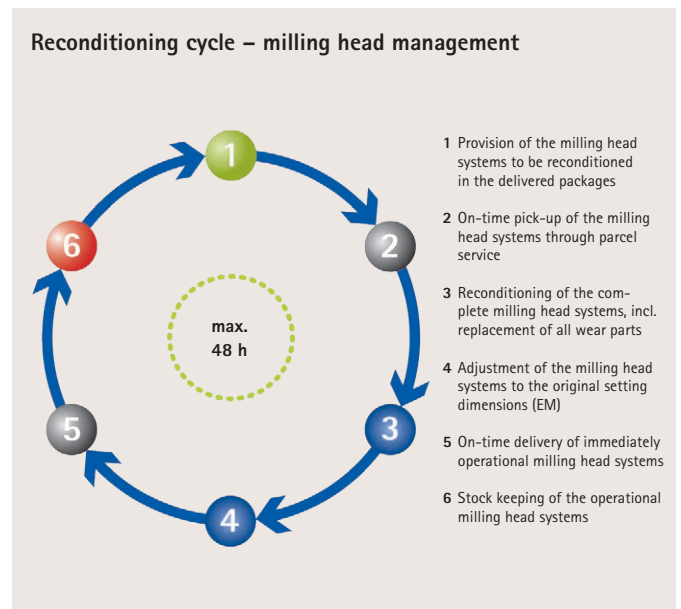 Reconditioning cycle – milling head management
1
2
3
4
5
6
max.
48 h
1 Provision of the milling head
systems to be reconditioned
in the delivered packages
2 On-time pick-up of the milling
head systems through parcel
service
3 Reconditioning of the com-
plete milling head systems, incl.
replacement of all wear parts
4 Adjustment of the milling head
systems to the original setting
dimensions (EM)
5 On-time delivery of immediately
operational milling head systems
6 Stock keeping of the operational
milling head systems